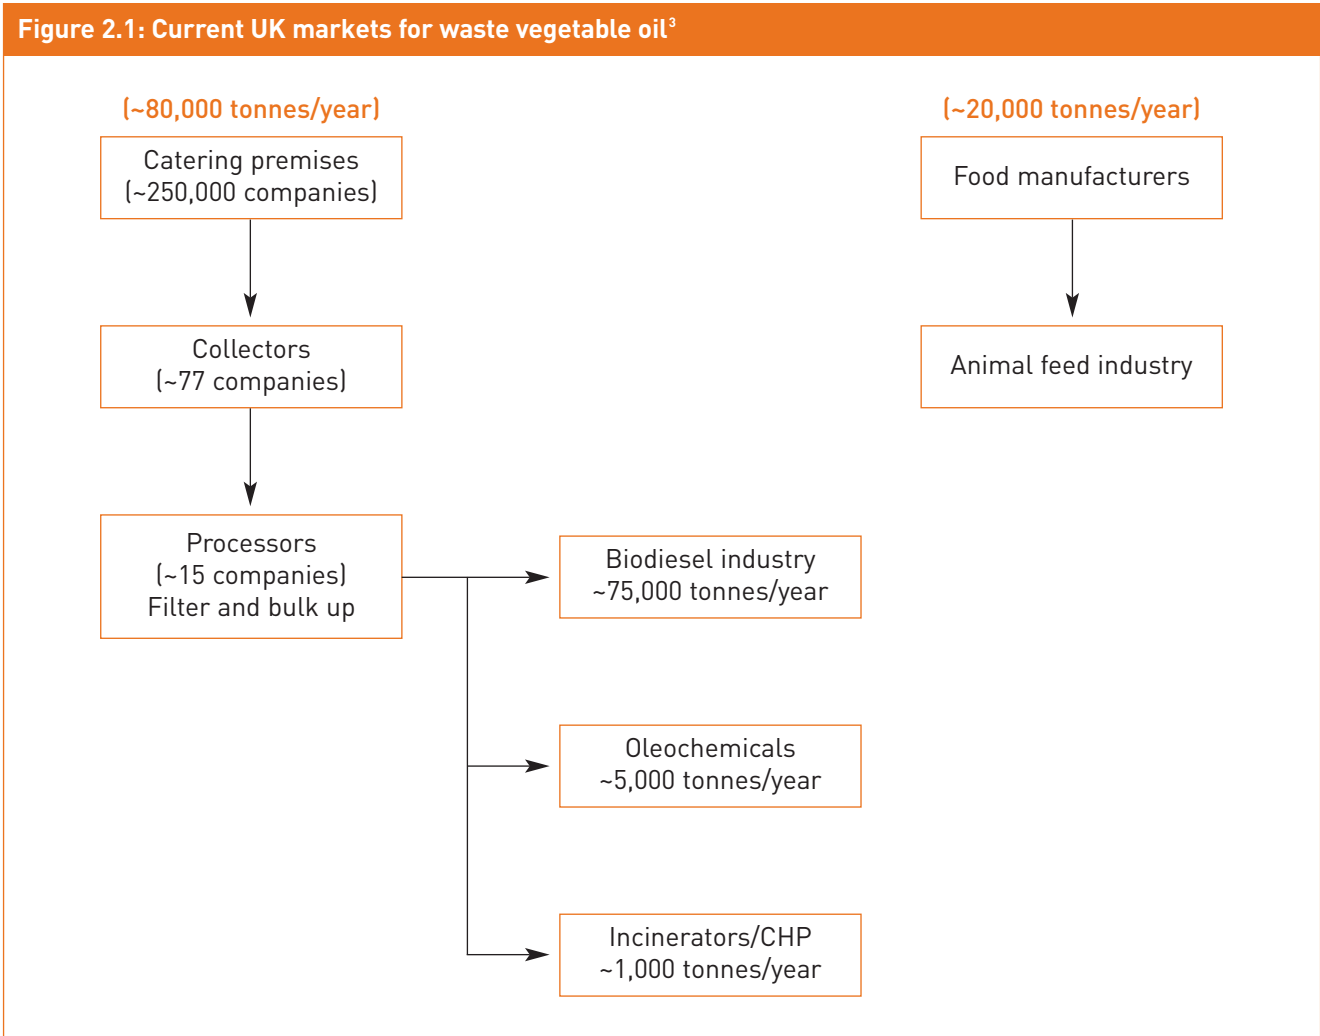 Figure 2.1: Current UK markets for waste vegetable oil³
(~80,000 tonnes/year)
Catering premises
(~250,000 companies)
Collectors
(~77 companies)
Processors
(~15 companies)
Filter and bulk up
Biodiesel industry
~75,000 tonnes/year
Oleochemicals
~5,000 tonnes/year
Incinerators/CHP
~1,000 tonnes/year
(~20,000 tonnes/year)
Food manufacturers
Animal feed industry